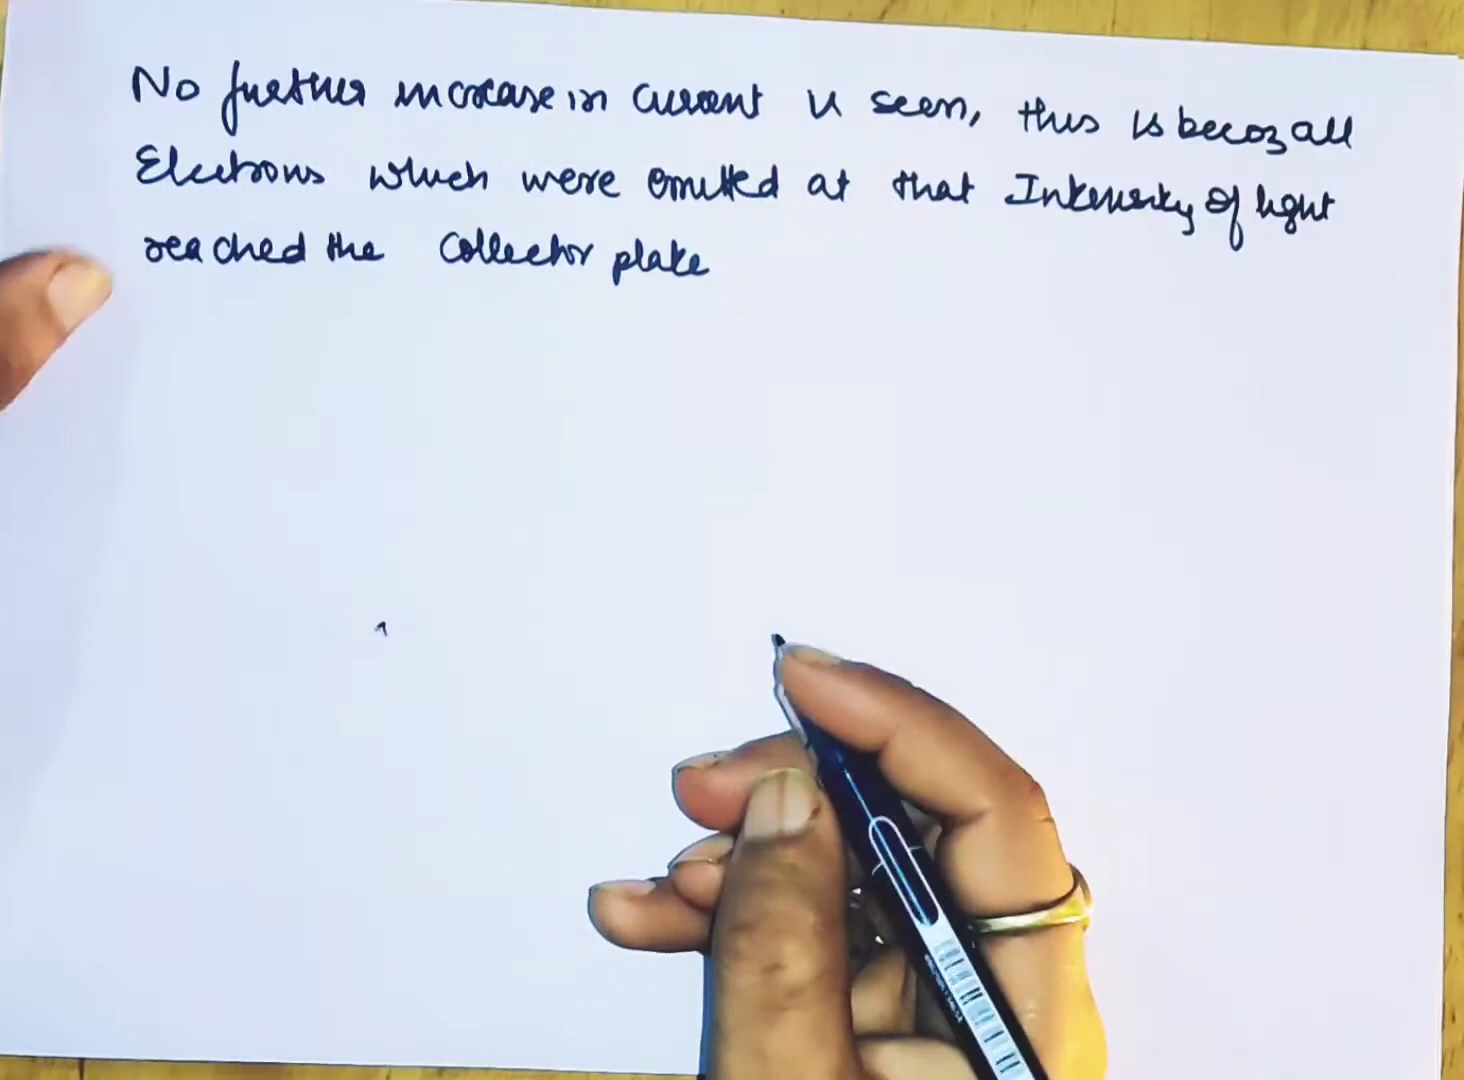 No further increase in current is seen, this is becoz all
Electrons which were emitted at that Intensity of light
reached the Collector plate